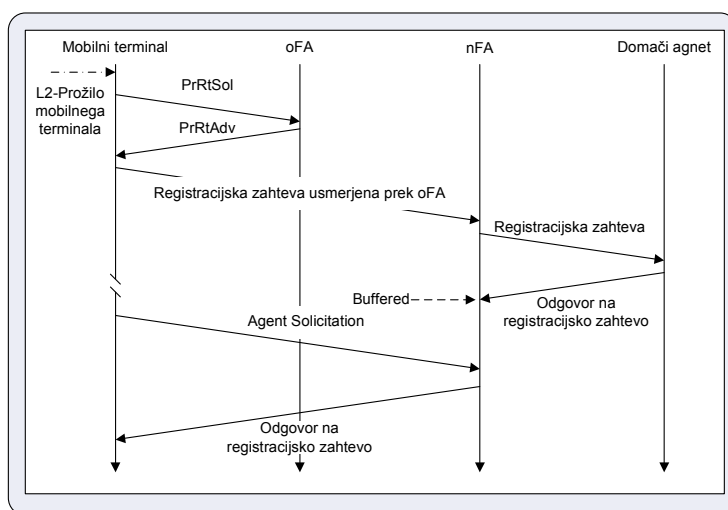 Mobilni terminal
oFA
nFA
Domači agnet
L2-Prožilo
mobilnega
terminala
PrRtSol
PrRtAdv
Registracijska zahteva usmerjena prek oFA
Registracijska zahteva
Buffered
Odgovor na
registracijsko zahtevo
Agent Solicitation
Odgovor na
registracijsko zahtevo